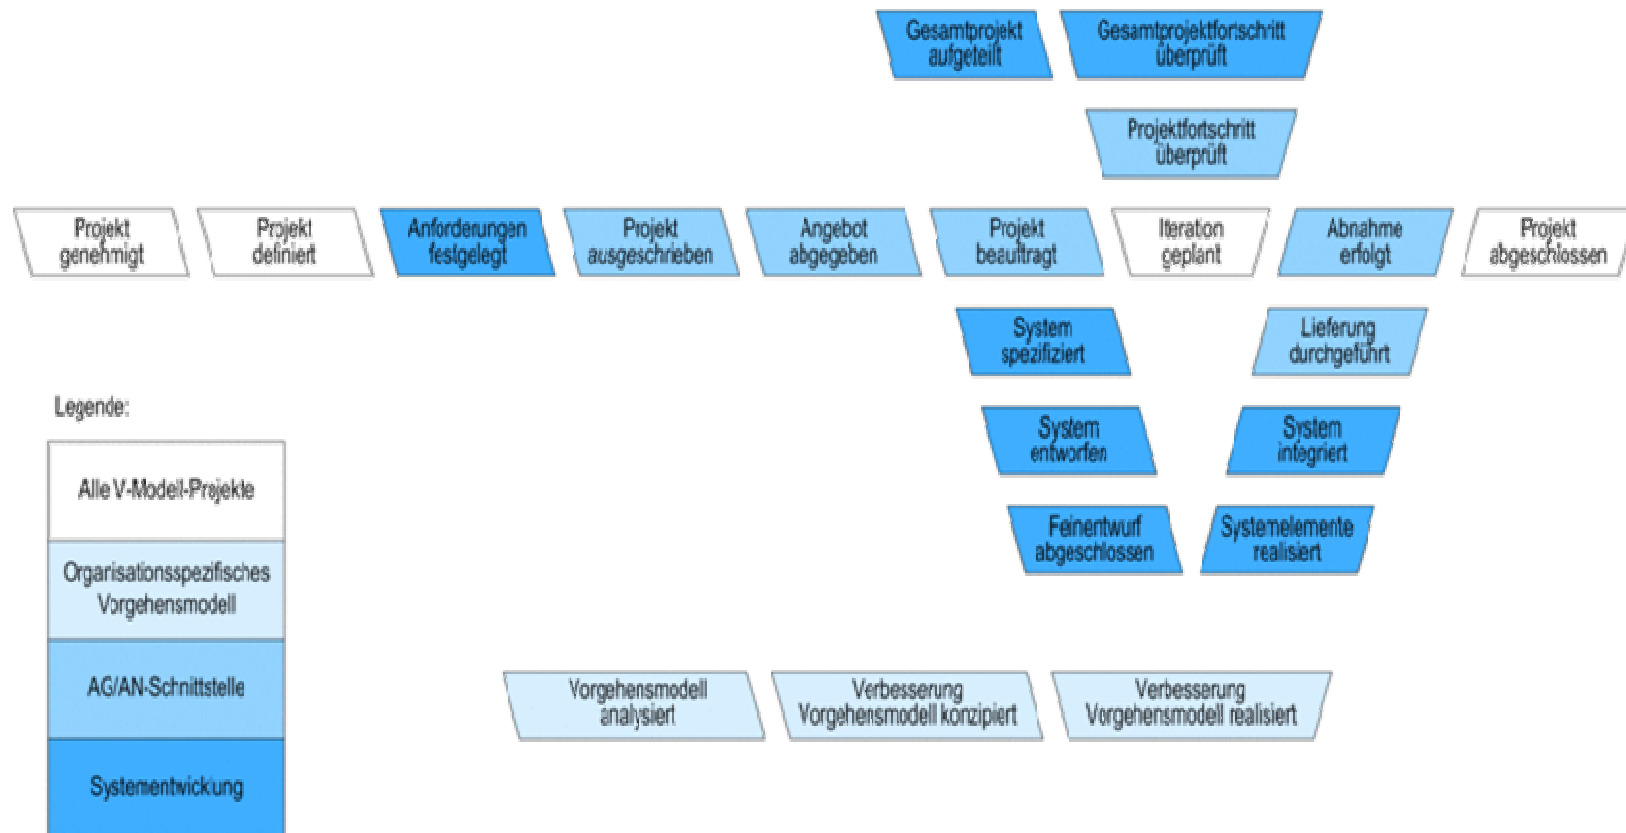 Gesamtprojekt
aufgeteilt
Gesamtprojektfortschritt
überprüft
Projektfortschritt
überprüft
Projekt
genehmigt
Projekt
definiert
Anforderungen
festgelegt
Projekt
ausgeschrieben
Angebot
abgegeben
Projekt
beauftragt
Iteration
geplant
Abnahme
erfolgt
Projekt
abgeschlossen
System
spezifiziert
Lieferung
durchgeführt
System
entworfen
System
integriert
Feinentwurf
abgeschlossen
Systemelemente
realisiert
Legende:
Alle V-Modell-Projekte
Organisationsspezifisches
Vorgehensmodell
AG/AN-Schnittstelle
Systementwicklung
Vorgehensmodell
analysiert
Verbesserung
Vorgehensmodell konzipiert
Verbesserung
Vorgehensmodell realisiert